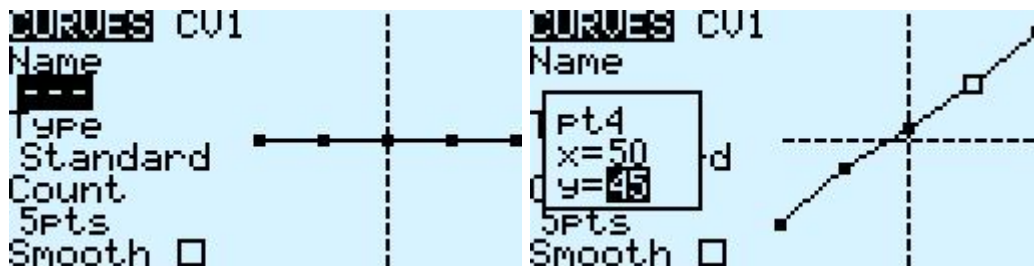 CURVES CV1
Name
---
Type
Standard
Count
5pts
Smooth
CURVES CV1
Name
pt4
x=50
y=45
5pts
Smooth